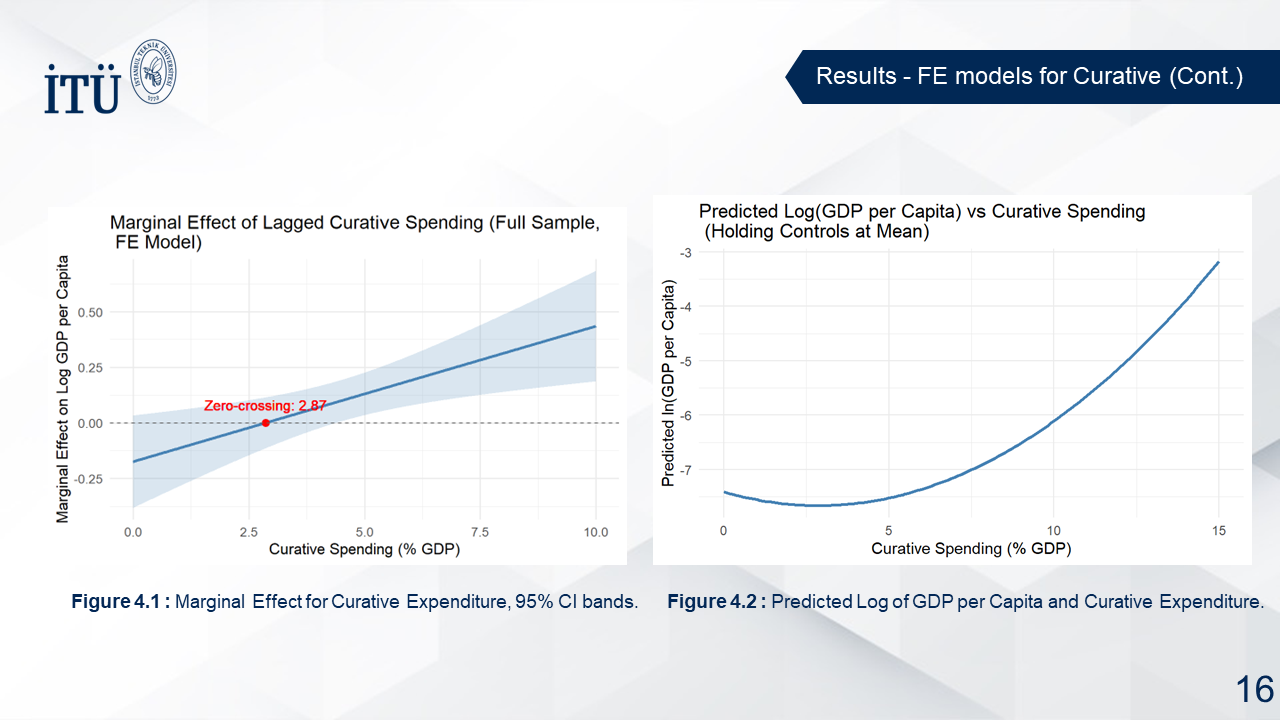 İTÜ
İSTANBUL TEKNİK ÜNİVERSİTESİ
1773
Results - FE models for Curative (Cont.)
Marginal Effect of Lagged Curative Spending (Full Sample,
FE Model)
Marginal Effect on Log GDP per Capita
0.50
0.25
0.00
-0.25
Zero-crossing: 2.87
0.0 2.5 5.0 7.5 10.0
Curative Spending (% GDP)
Predicted Log(GDP per Capita) vs Curative Spending
(Holding Controls at Mean)
Predicted ln(GDP per Capita)
-3
-4
-5
-6
-7
0 5 10 15
Curative Spending (% GDP)
Figure 4.1 : Marginal Effect for Curative Expenditure, 95% CI bands.
Figure 4.2 : Predicted Log of GDP per Capita and Curative Expenditure.
16